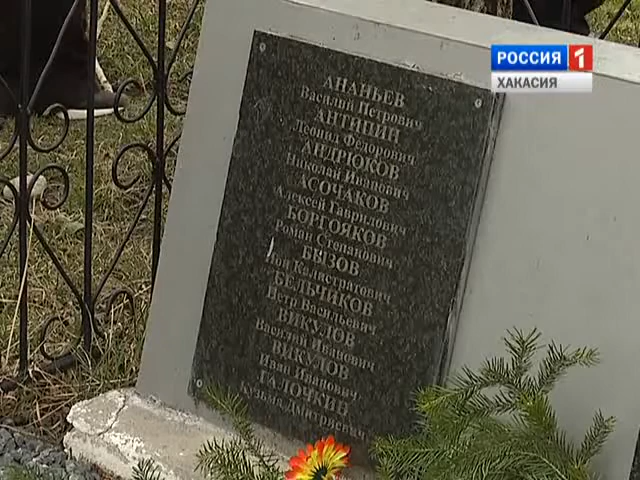 РОССИЯ 1
ХАКАСИЯ
АНАНЬЕВ
Василий Петрович
АНТИПИН
Леонид Федорович
АНДРЮКОВ
Николай Иванович
АСОЧАКОВ
Алексей Гаврилович
БОРГОЯКОВ
Роман Степанович
БЫЗОВ
Калистратович
БЕЛЬЧИКОВ
Петр Васильевич
ВИКУЛОВ
Василий Иванович
ВИКУЛОВ
Иван Иванович
ГАЛОЧКИН
Кузьма Дмитриевич